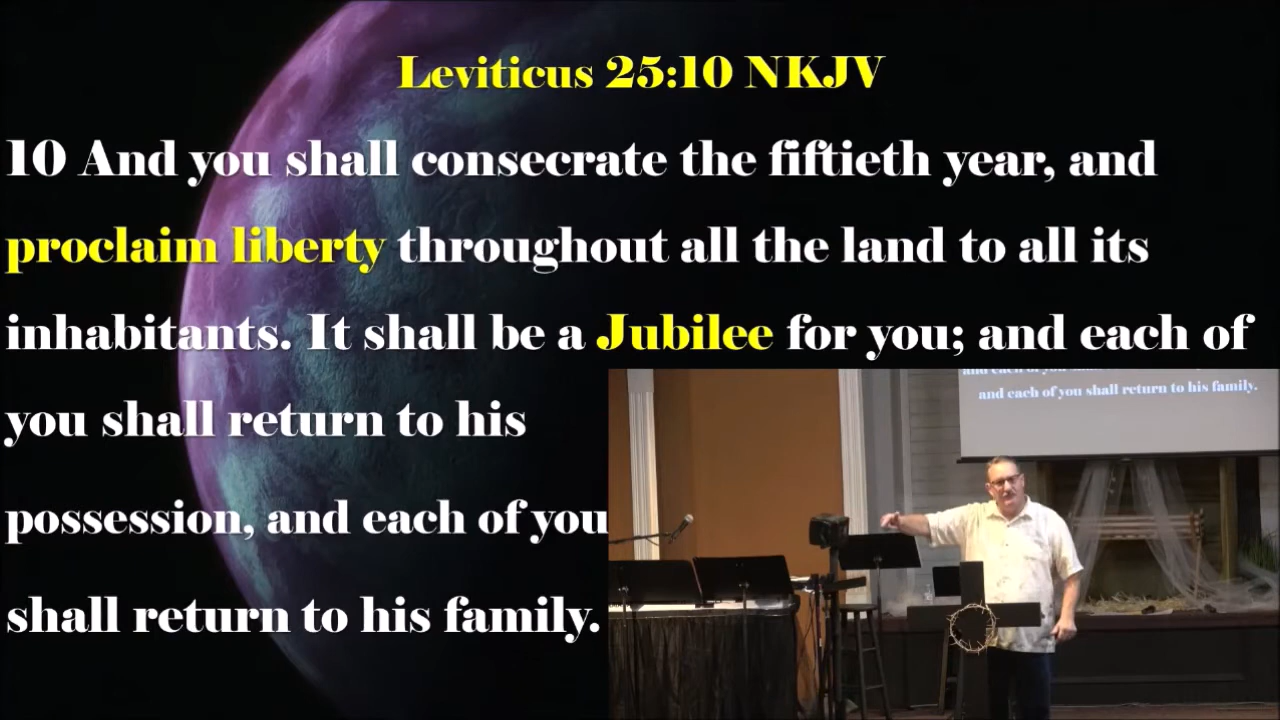 Leviticus 25:10 NKJV
10 And you shall consecrate the fiftieth year, and
proclaim liberty throughout all the land to all its
inhabitants. It shall be a Jubilee for you; and each of
you shall return to his
possession, and each of you
shall return to his family.
and each of you shall return to his family.